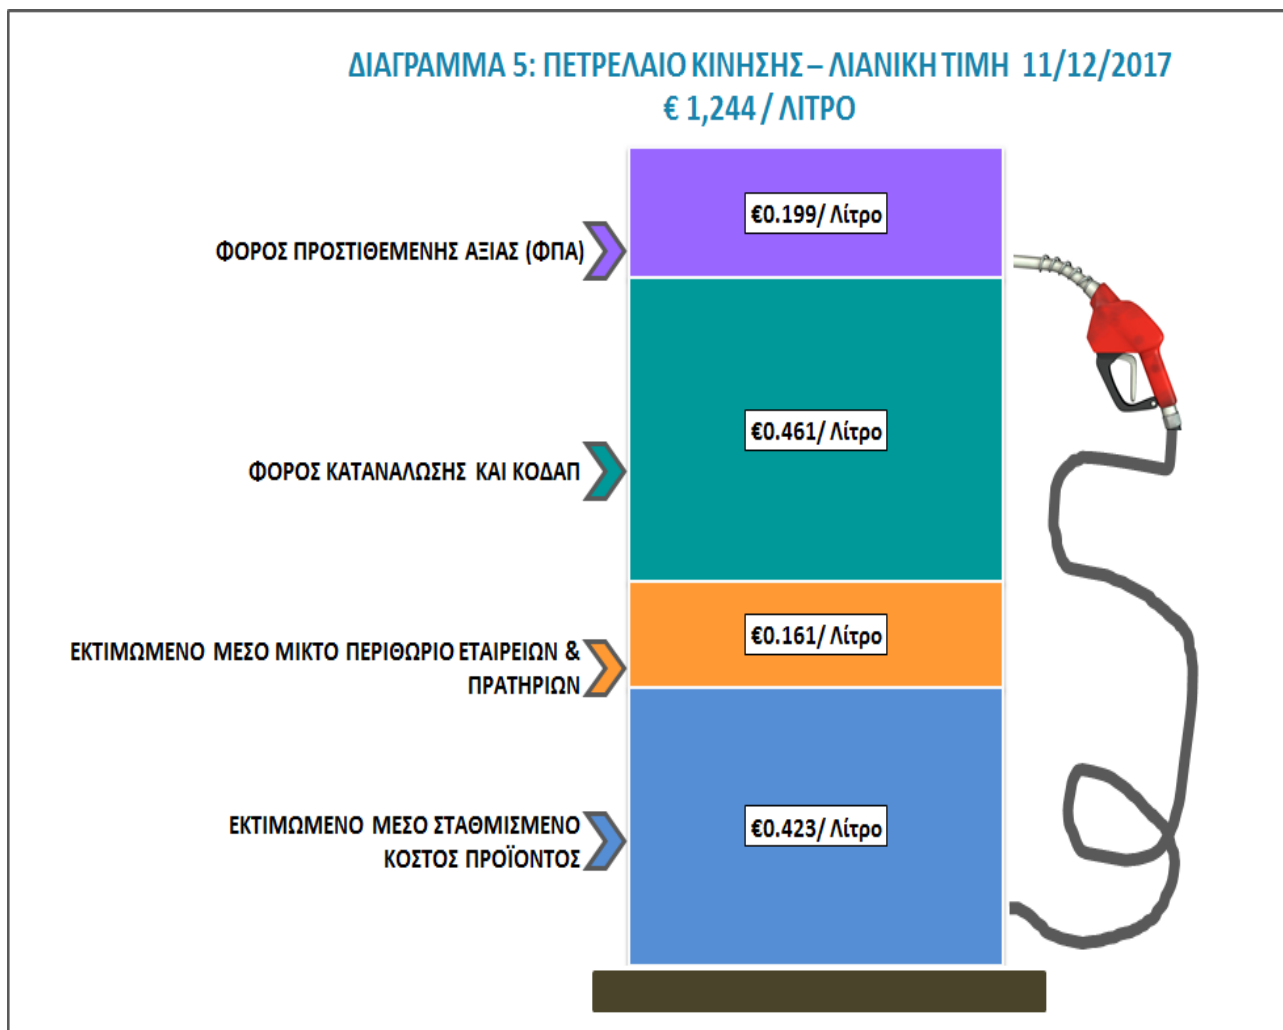 ΔΙΑΓΡΑΜΜΑ 5: ΠΕΤΡΕΛΑΙΟ ΚΙΝΗΣΗΣ – ΛΙΑΝΙΚΗ ΤΙΜΗ 11/12/2017
€ 1,244 / ΛΙΤΡΟ
€0.199/ Λίτρο
ΦΟΡΟΣ ΠΡΟΣΤΙΘΕΜΕΝΗΣ ΑΞΙΑΣ (ΦΠΑ)
€0.461/ Λίτρο
ΦΟΡΟΣ ΚΑΤΑΝΑΛΩΣΗΣ ΚΑΙ ΚΟΔΑΠ
€0.161/ Λίτρο
ΕΚΤΙΜΩΜΕΝΟ ΜΕΣΟ ΜΙΚΤΟ ΠΕΡΙΘΩΡΙΟ ΕΤΑΙΡΕΙΩΝ &
ΠΡΑΤΗΡΙΩΝ
€0.423/ Λίτρο
ΕΚΤΙΜΩΜΕΝΟ ΜΕΣΟ ΣΤΑΘΜΙΣΜΕΝΟ
ΚΟΣΤΟΣ ΠΡΟΪΟΝΤΟΣ